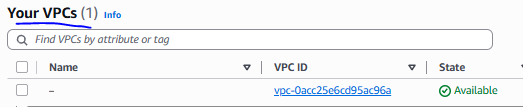 Your VPCs (1) Info
Find VPCs by attribute or tag
Name VPC ID State
– vpc-0acc25e6cd95ac96a Available